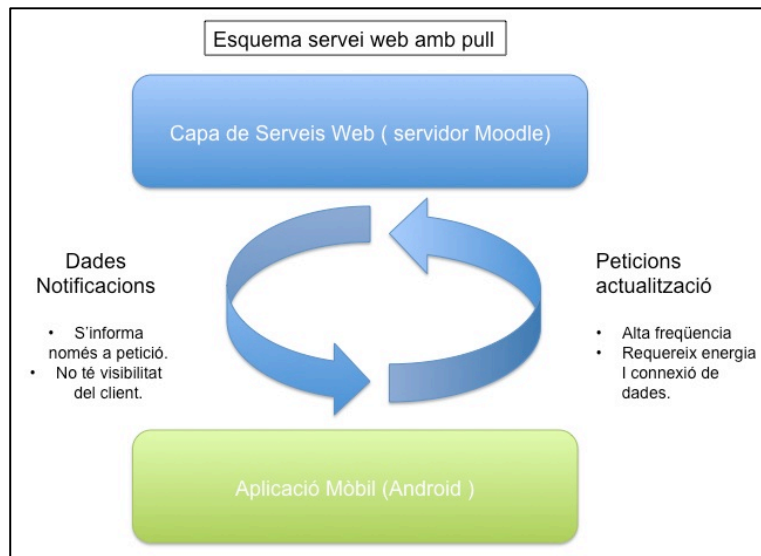 Esquema servei web amb pull
Capa de Serveis Web ( servidor Moodle)
Dades
Notificacions
• S'informa
només a petició.
• No té visibilitat
del client.
Peticions
actualització
• Alta freqüencia
• Requereix energia
I connexió de
dades.
Aplicació Mòbil (Android )